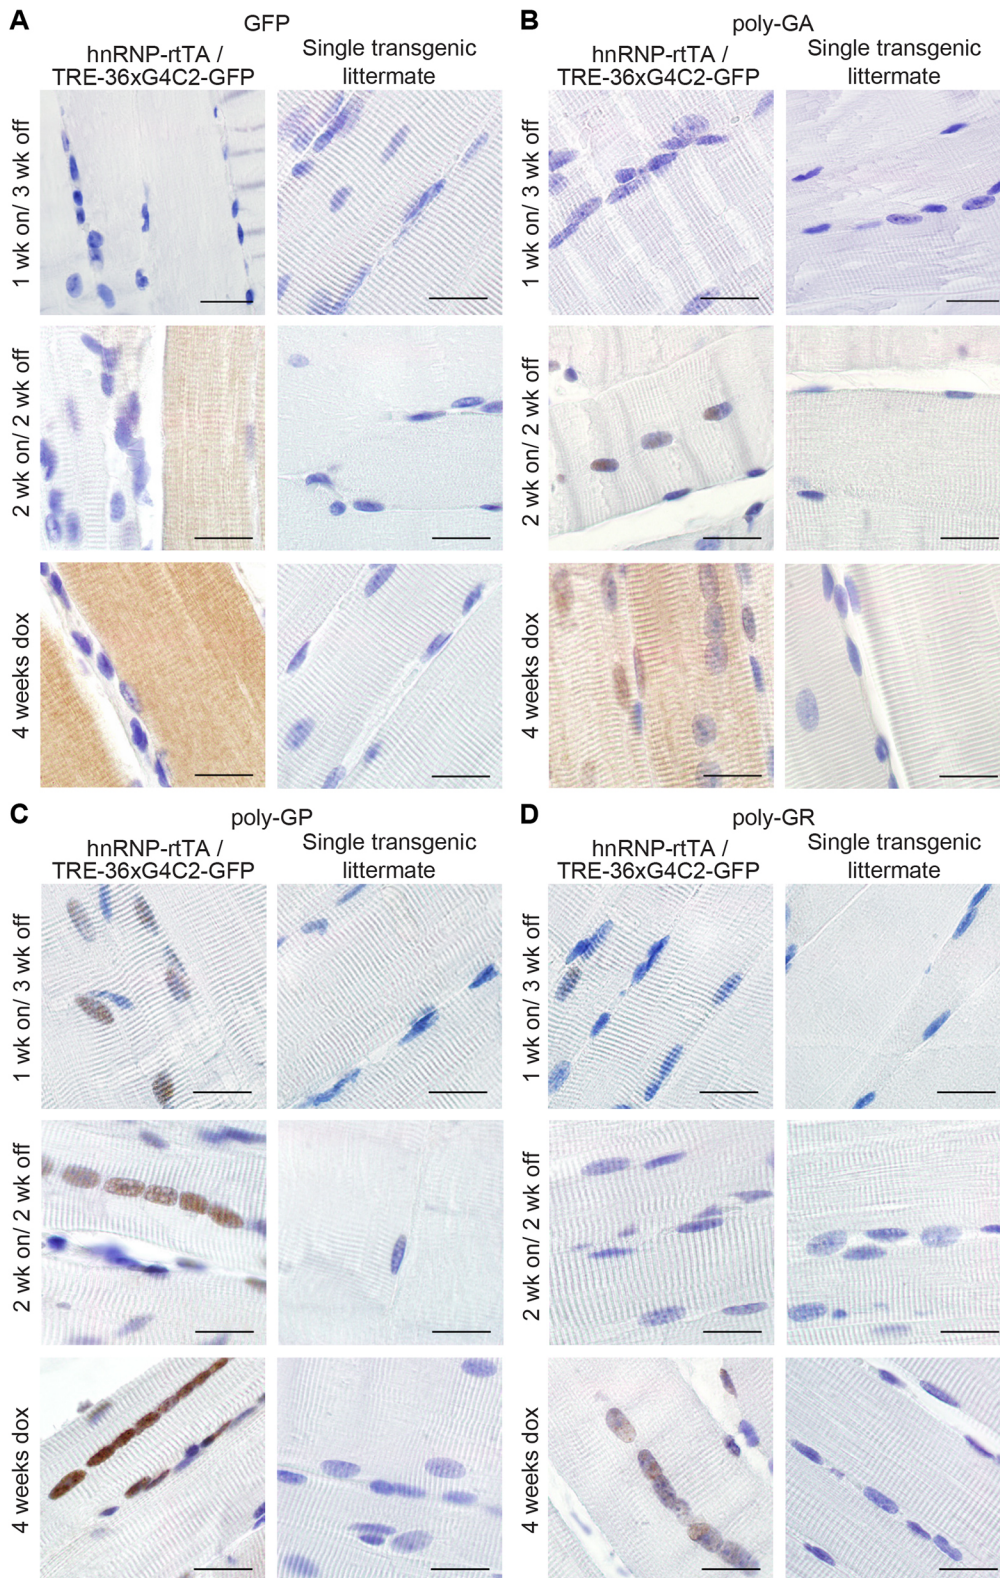 A
GFP
hnRNP-rtTA /
TRE-36xG4C2-GFP
Single transgenic
littermate
1 wk on/ 3 wk off
2 wk on/ 2 wk off
4 weeks dox
B
poly-GA
hnRNP-rtTA /
TRE-36xG4C2-GFP
Single transgenic
littermate
1 wk on/ 3 wk off
2 wk on/ 2 wk off
4 weeks dox
C
poly-GP
hnRNP-rtTA /
TRE-36xG4C2-GFP
Single transgenic
littermate
1 wk on/ 3 wk off
2 wk on/ 2 wk off
4 weeks dox
D
poly-GR
hnRNP-rtTA /
TRE-36xG4C2-GFP
Single transgenic
littermate
1 wk on/ 3 wk off
2 wk on/ 2 wk off
4 weeks dox